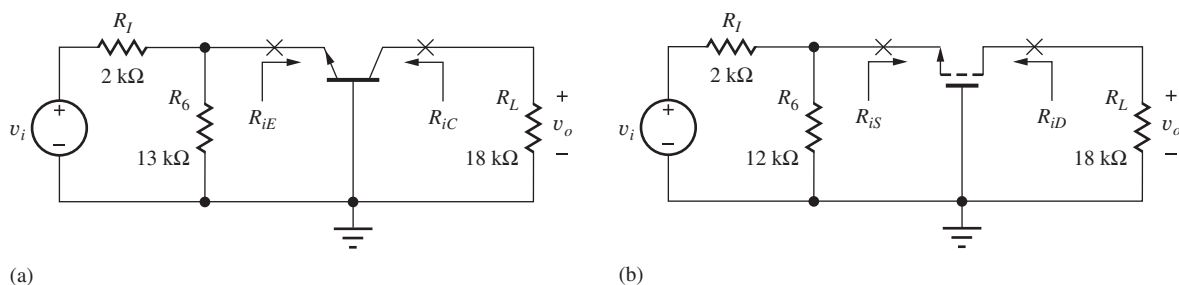 R_I
2 kΩ
R_6
13 kΩ
R_iE
R_iC
R_L
18 kΩ
v_i
+
−
+
v_o
−
(a)
R_I
2 kΩ
R_6
12 kΩ
R_iS
R_iD
R_L
18 kΩ
v_i
+
−
+
v_o
−
(b)